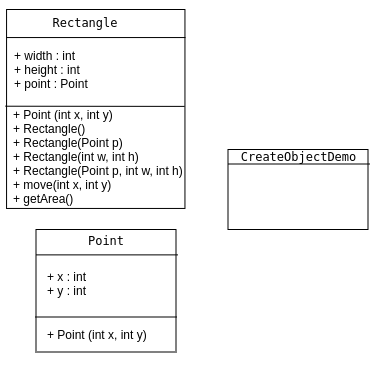 Rectangle
+ width : int
+ height : int
+ point : Point
+ Point (int x, int y)
+ Rectangle()
+ Rectangle(Point p)
+ Rectangle(int w, int h)
+ Rectangle(Point p, int w, int h)
+ move(int x, int y)
+ getArea()
CreateObjectDemo
Point
+ x : int
+ y : int
+ Point (int x, int y)